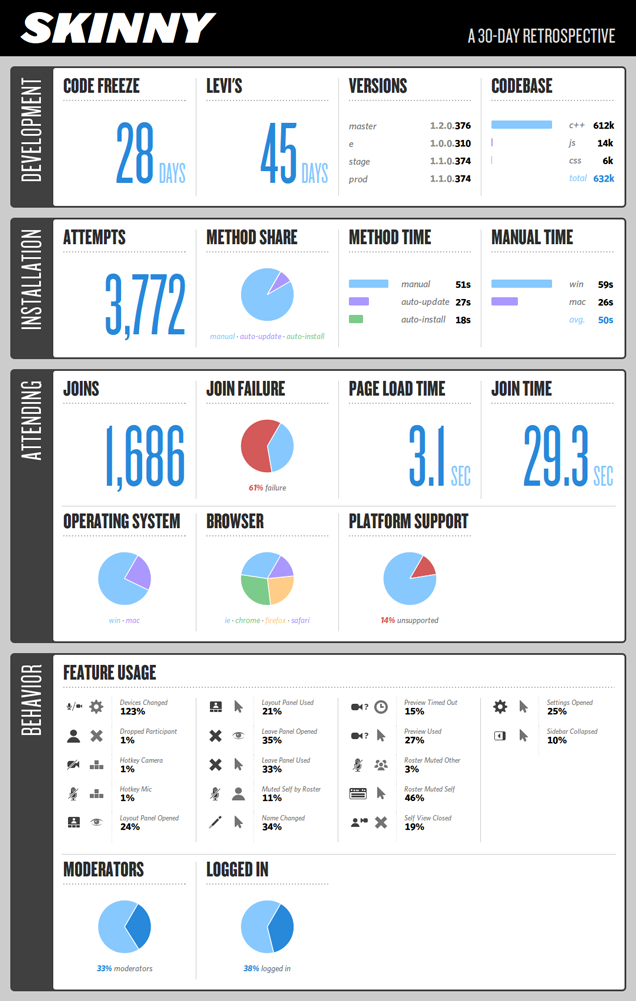 SKINNY
A 30-DAY RETROSPECTIVE
DEVELOPMENT
CODE FREEZE
28 DAYS
LEVI'S
45 DAYS
VERSIONS
master 1.2.0.376
e 1.0.0.310
stage 1.1.0.374
prod 1.1.0.374
CODEBASE
c++ 612k
js 14k
css 6k
total 632k
INSTALLATION
ATTEMPTS
3,772
METHOD SHARE
manual · auto-update · auto-install
METHOD TIME
manual 51s
auto-update 27s
auto-install 18s
MANUAL TIME
win 59s
mac 26s
avg. 50s
ATTENDING
JOINS
1,686
JOIN FAILURE
61% failure
PAGE LOAD TIME
3.1 SEC
JOIN TIME
29.3 SEC
OPERATING SYSTEM
win · mac
BROWSER
ie · chrome · firefox · safari
PLATFORM SUPPORT
14% unsupported
BEHAVIOR
FEATURE USAGE
Devices Changed
123%
Dropped Participant
1%
Hotkey Camera
1%
Hotkey Mic
1%
Layout Panel Opened
24%
Layout Panel Used
21%
Leave Panel Opened
35%
Leave Panel Used
33%
Muted Self by Roster
11%
Name Changed
34%
?
Preview Timed Out
15%
?
Preview Used
27%
Roster Muted Other
3%
Roster Muted Self
46%
Self View Closed
19%
Settings Opened
25%
Sidebar Collapsed
10%
MODERATORS
33% moderators
LOGGED IN
38% logged in